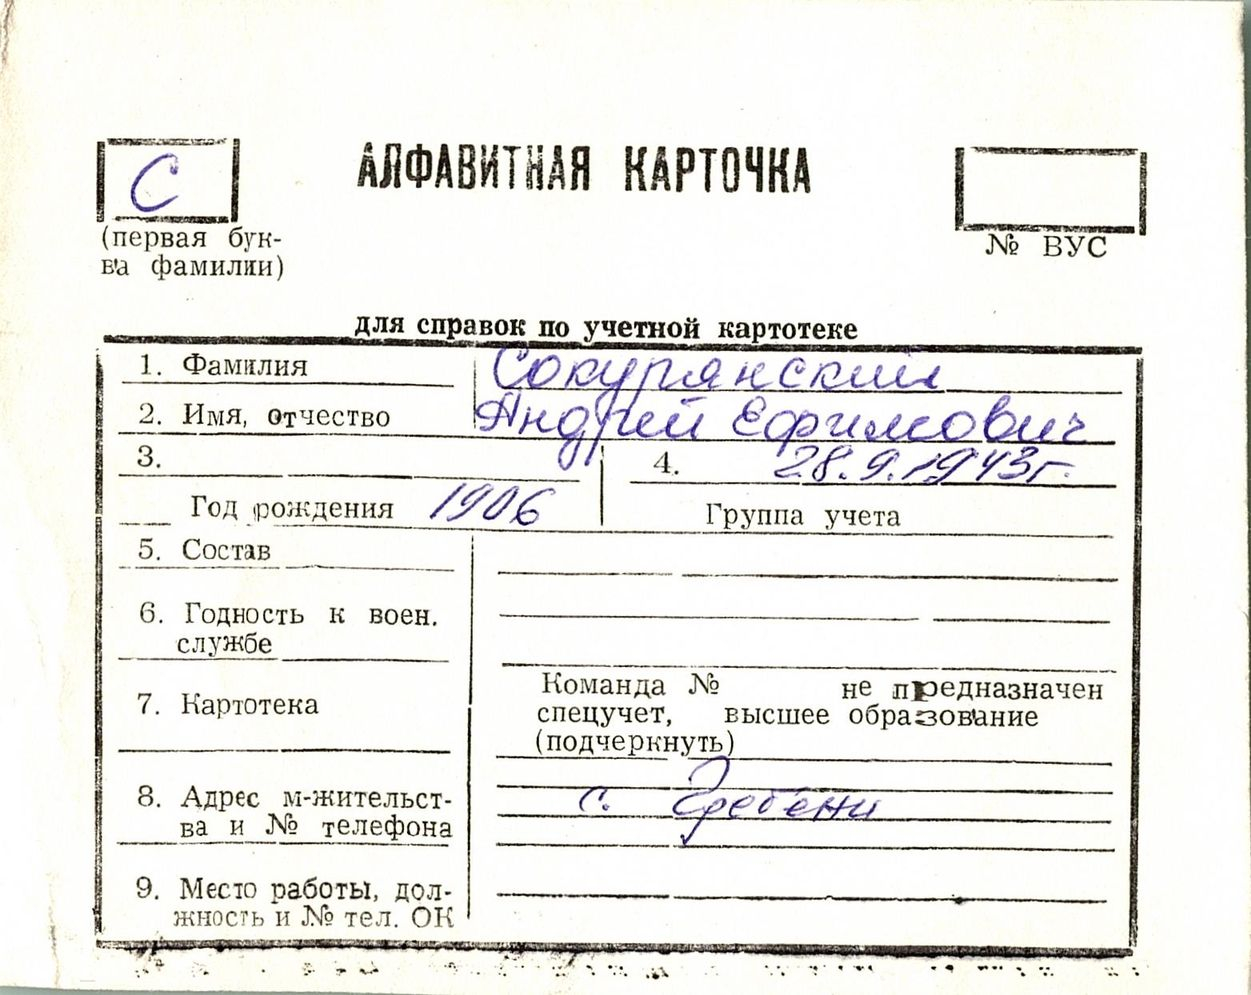 С
АЛФАВИТНАЯ КАРТОЧКА
(первая бук-
ва фамилии)
№ ВУС
для справок по учетной картотеке
1. Фамилия Сокурянский
2. Имя, отчество Андрей Ефимович
3.
Год рождения 1906
4. 28.9.1943г.
Группа учета
5. Состав
6. Годность к воен.
службе
7. Картотека
Команда № не предназначен
спецучет, высшее образование
(подчеркнуть)
8. Адрес м-жительст-
ва и № телефона
с. Гребени
9. Место работы, дол-
жность и № тел. ОК